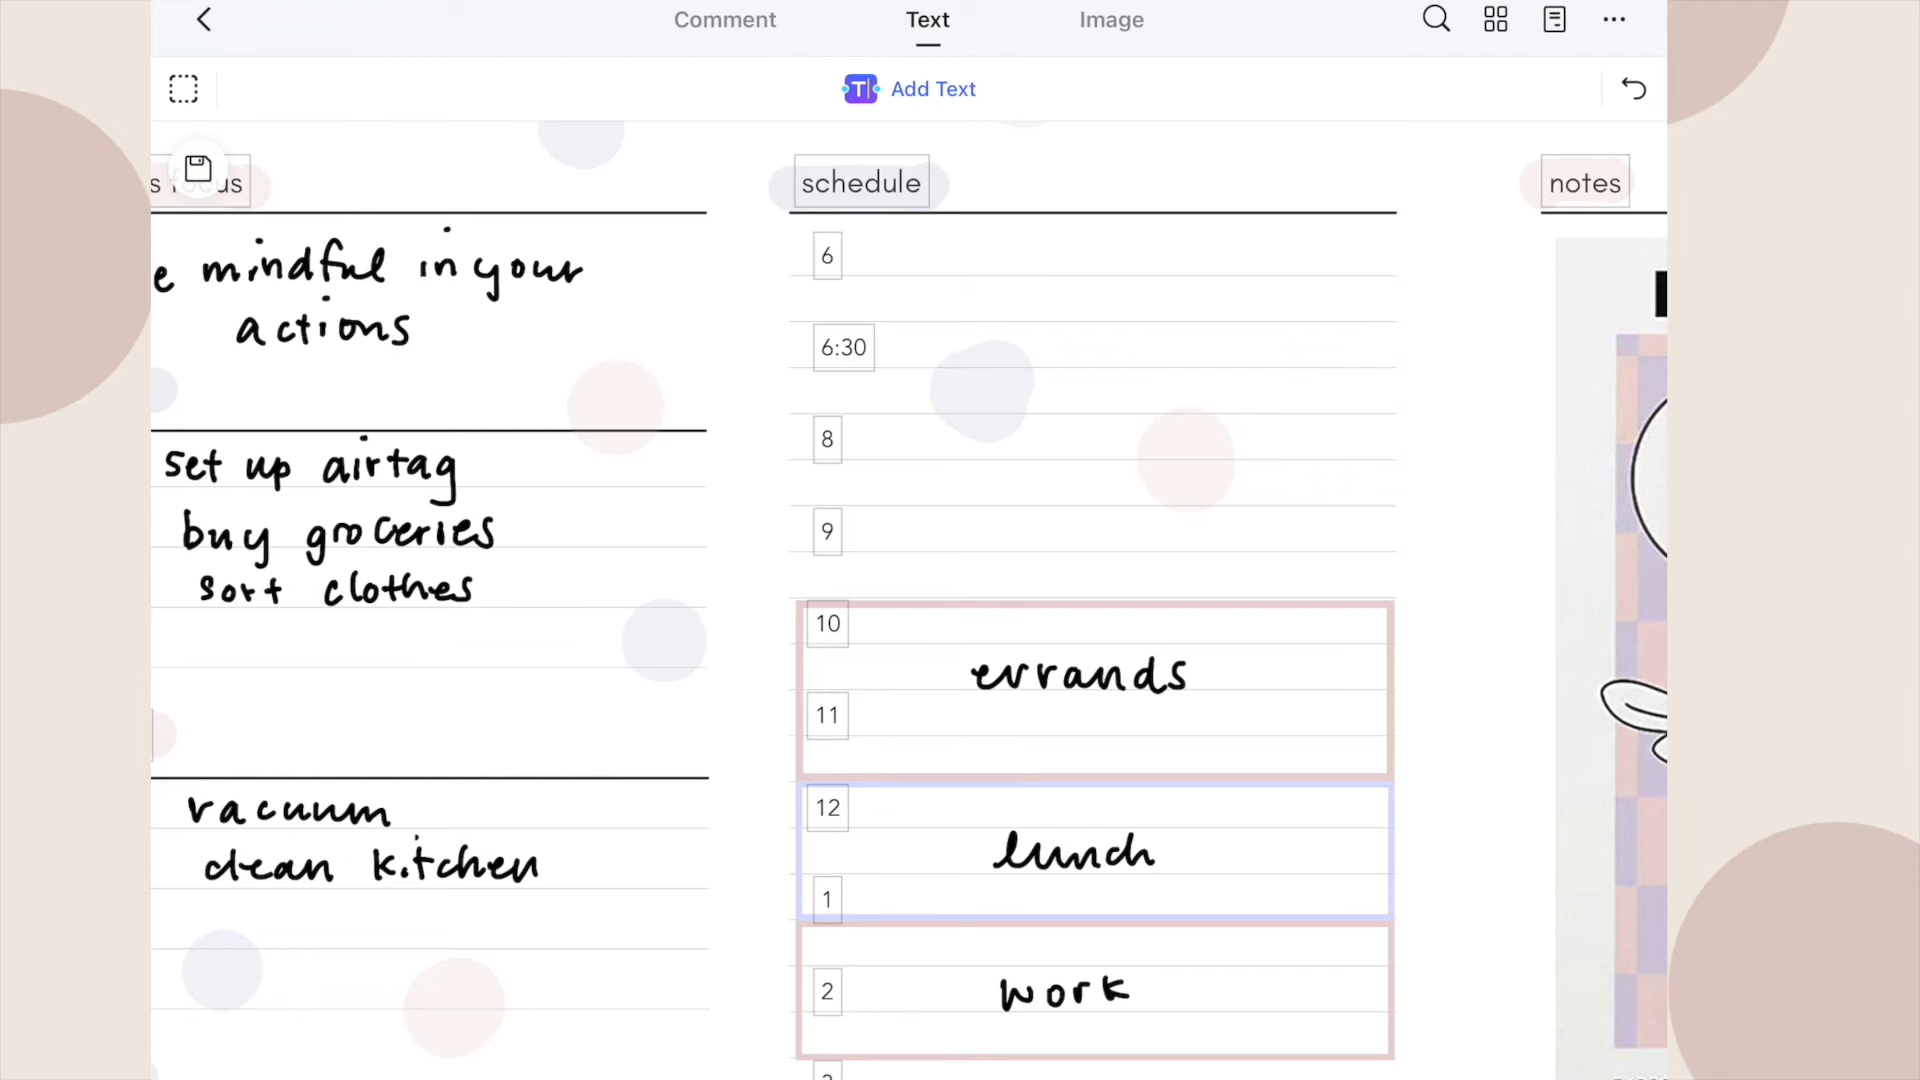 Comment Text Image
Add Text
s focus
e mindful in your
actions
set up airtag
buy groceries
sort clothes
vacuum
clean kitchen
schedule
6
6:30
8
9
10
errands
11
12
lunch
1
2
work
notes